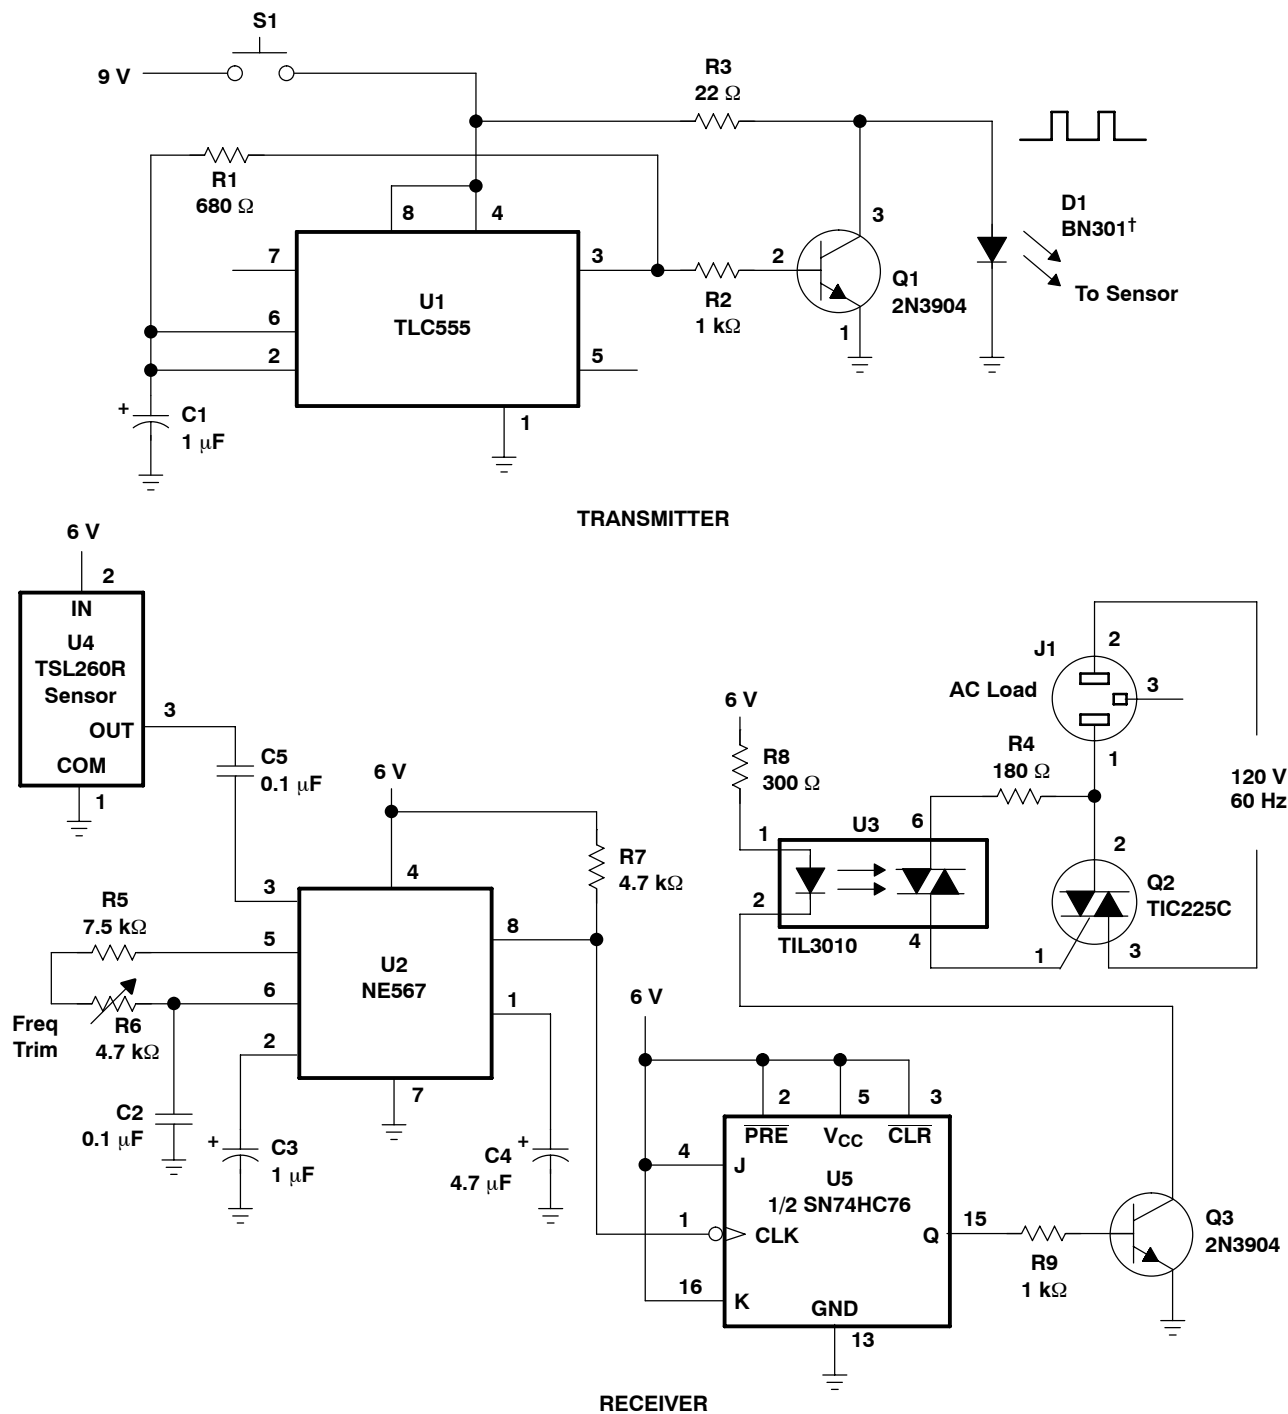 S1
9 V
R3
22 Ω
R1
680 Ω
8
4
3
D1
BN301†
7
3
2
Q1
2N3904
To Sensor
U1
TLC555
R2
1 kΩ
6
2
5
1
+
C1
1 μF
1
TRANSMITTER
6 V
2
IN
U4
TSL260R
Sensor
OUT
3
COM
1
C5
0.1 μF
6 V
R7
4.7 kΩ
3
4
R5
7.5 kΩ
5
8
U2
NE567
6
1
Freq
Trim
R6
4.7 kΩ
2
7
C2
0.1 μF
+
C3
1 μF
C4
4.7 μF
+
J1
2
AC Load
3
6 V
R8
300 Ω
R4
180 Ω
1
120 V
60 Hz
U3
6
1
2
2
Q2
TIC225C
TIL3010
4
1
3
6 V
2
5
3
PRE
VCC
CLR
4
J
U5
1/2 SN74HC76
1
CLK
Q
15
Q3
2N3904
R9
1 kΩ
16
K
GND
13
RECEIVER